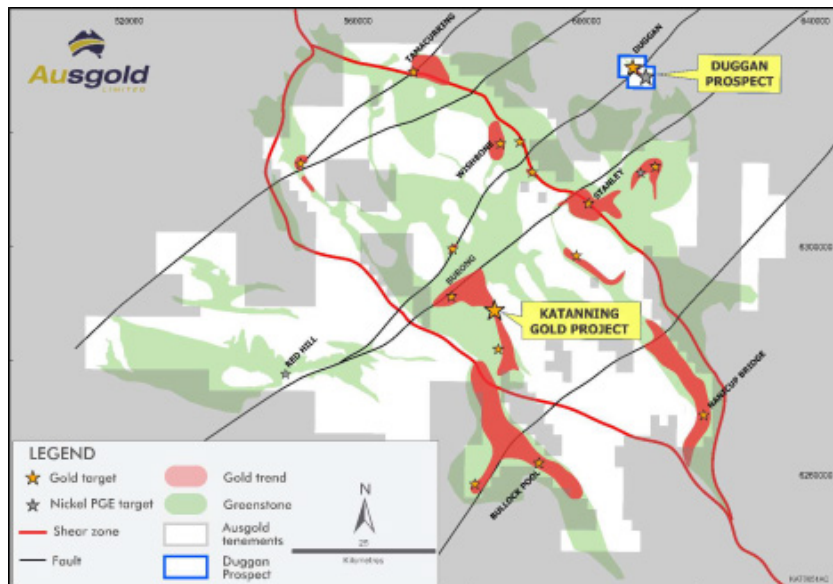 520000
560000
600000
640000
Ausgold
LIMITED
TAMACURRING
DUGGAN
DUGGAN
PROSPECT
WISHBONE
STANLEY
6300000
BURONG
KATANNING
GOLD PROJECT
RED HILL
NANICUP BRIDGE
6260000
BULLOCK POOL
LEGEND
Gold target
Nickel PGE target
Shear zone
Fault
Gold trend
Greenstone
Ausgold
tenements
Duggan
Prospect
N
25
Kilometres